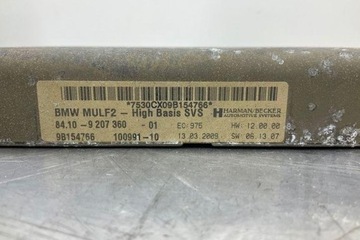 *7530CX09B154766*
BMW MULF2 - High Basis SVS
HARMAN/BECKER
AUTOMOTIVE SYSTEMS
84.10 - 9 207 360 - 01 EC: 975 HW: 12.00.00
9B154766 100991-10 13.03.2009 SW: 06.13.07